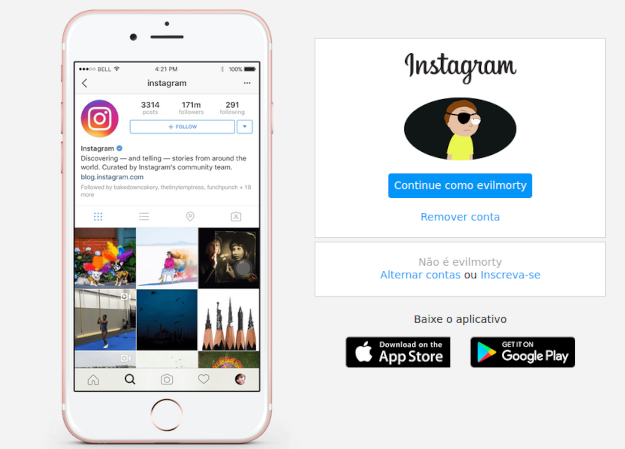 BELL
4:21 PM
100%
instagram
3314
171m
291
posts
followers
following
+ FOLLOW
Instagram
Discovering — and telling — stories from around the
world. Curated by Instagram's community team.
blog.instagram.com
Followed by bakedowncakery, thetinytemptress, funchpunch + 18
more
Instagram
Continue como evilmorty
Remover conta
Não é evilmorty
Alternar contas ou Inscreva-se
Baixe o aplicativo
Download on the
App Store
GET IT ON
Google Play